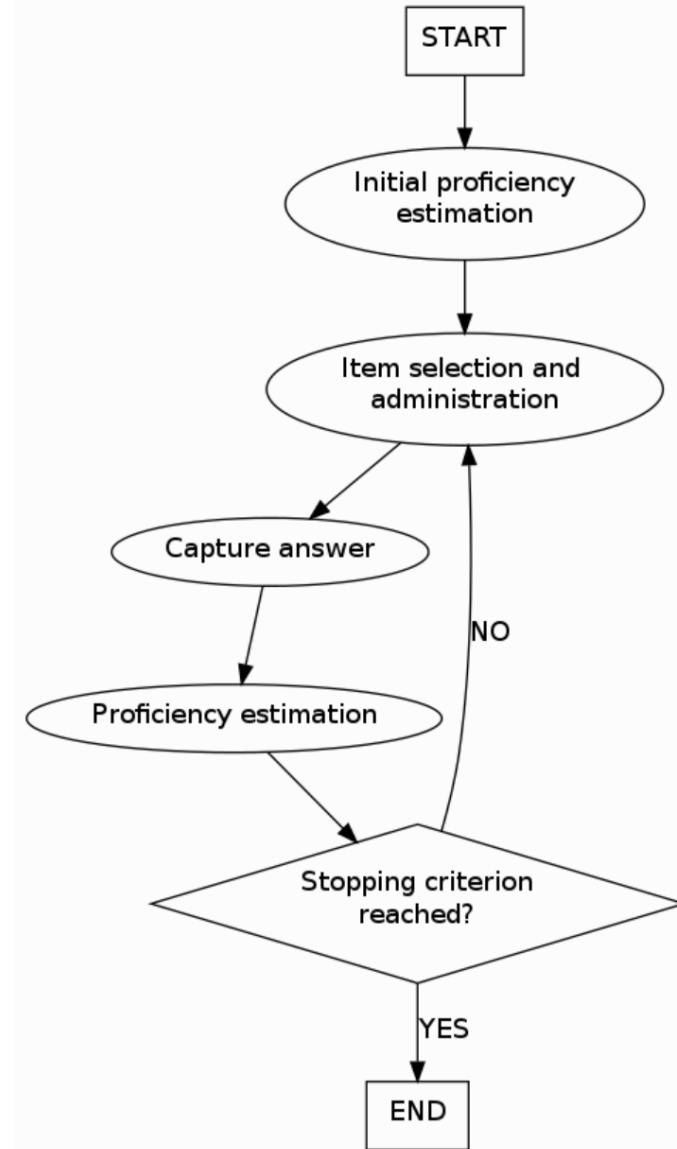 START
Initial proficiency
estimation
Item selection and
administration
Capture answer
NO
Proficiency estimation
Stopping criterion
reached?
YES
END